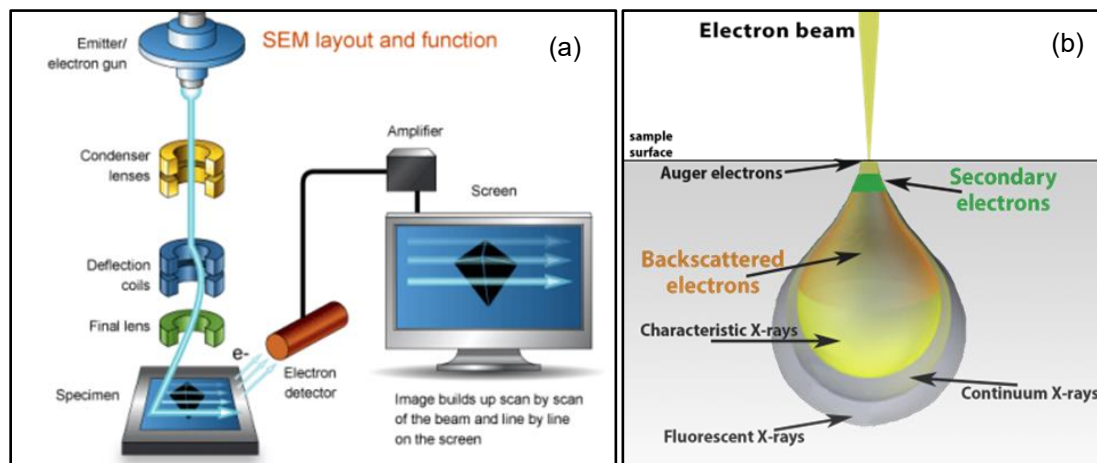 SEM layout and function
(a)
Emitter/
electron gun
Condenser
lenses
Amplifier
Screen
Deflection
coils
Final lens
e-
Specimen
Electron
detector
Image builds up scan by scan
of the beam and line by line
on the screen
Electron beam
(b)
sample
surface
Auger electrons
Secondary
electrons
Backscattered
electrons
Characteristic X-rays
Continuum X-rays
Fluorescent X-rays